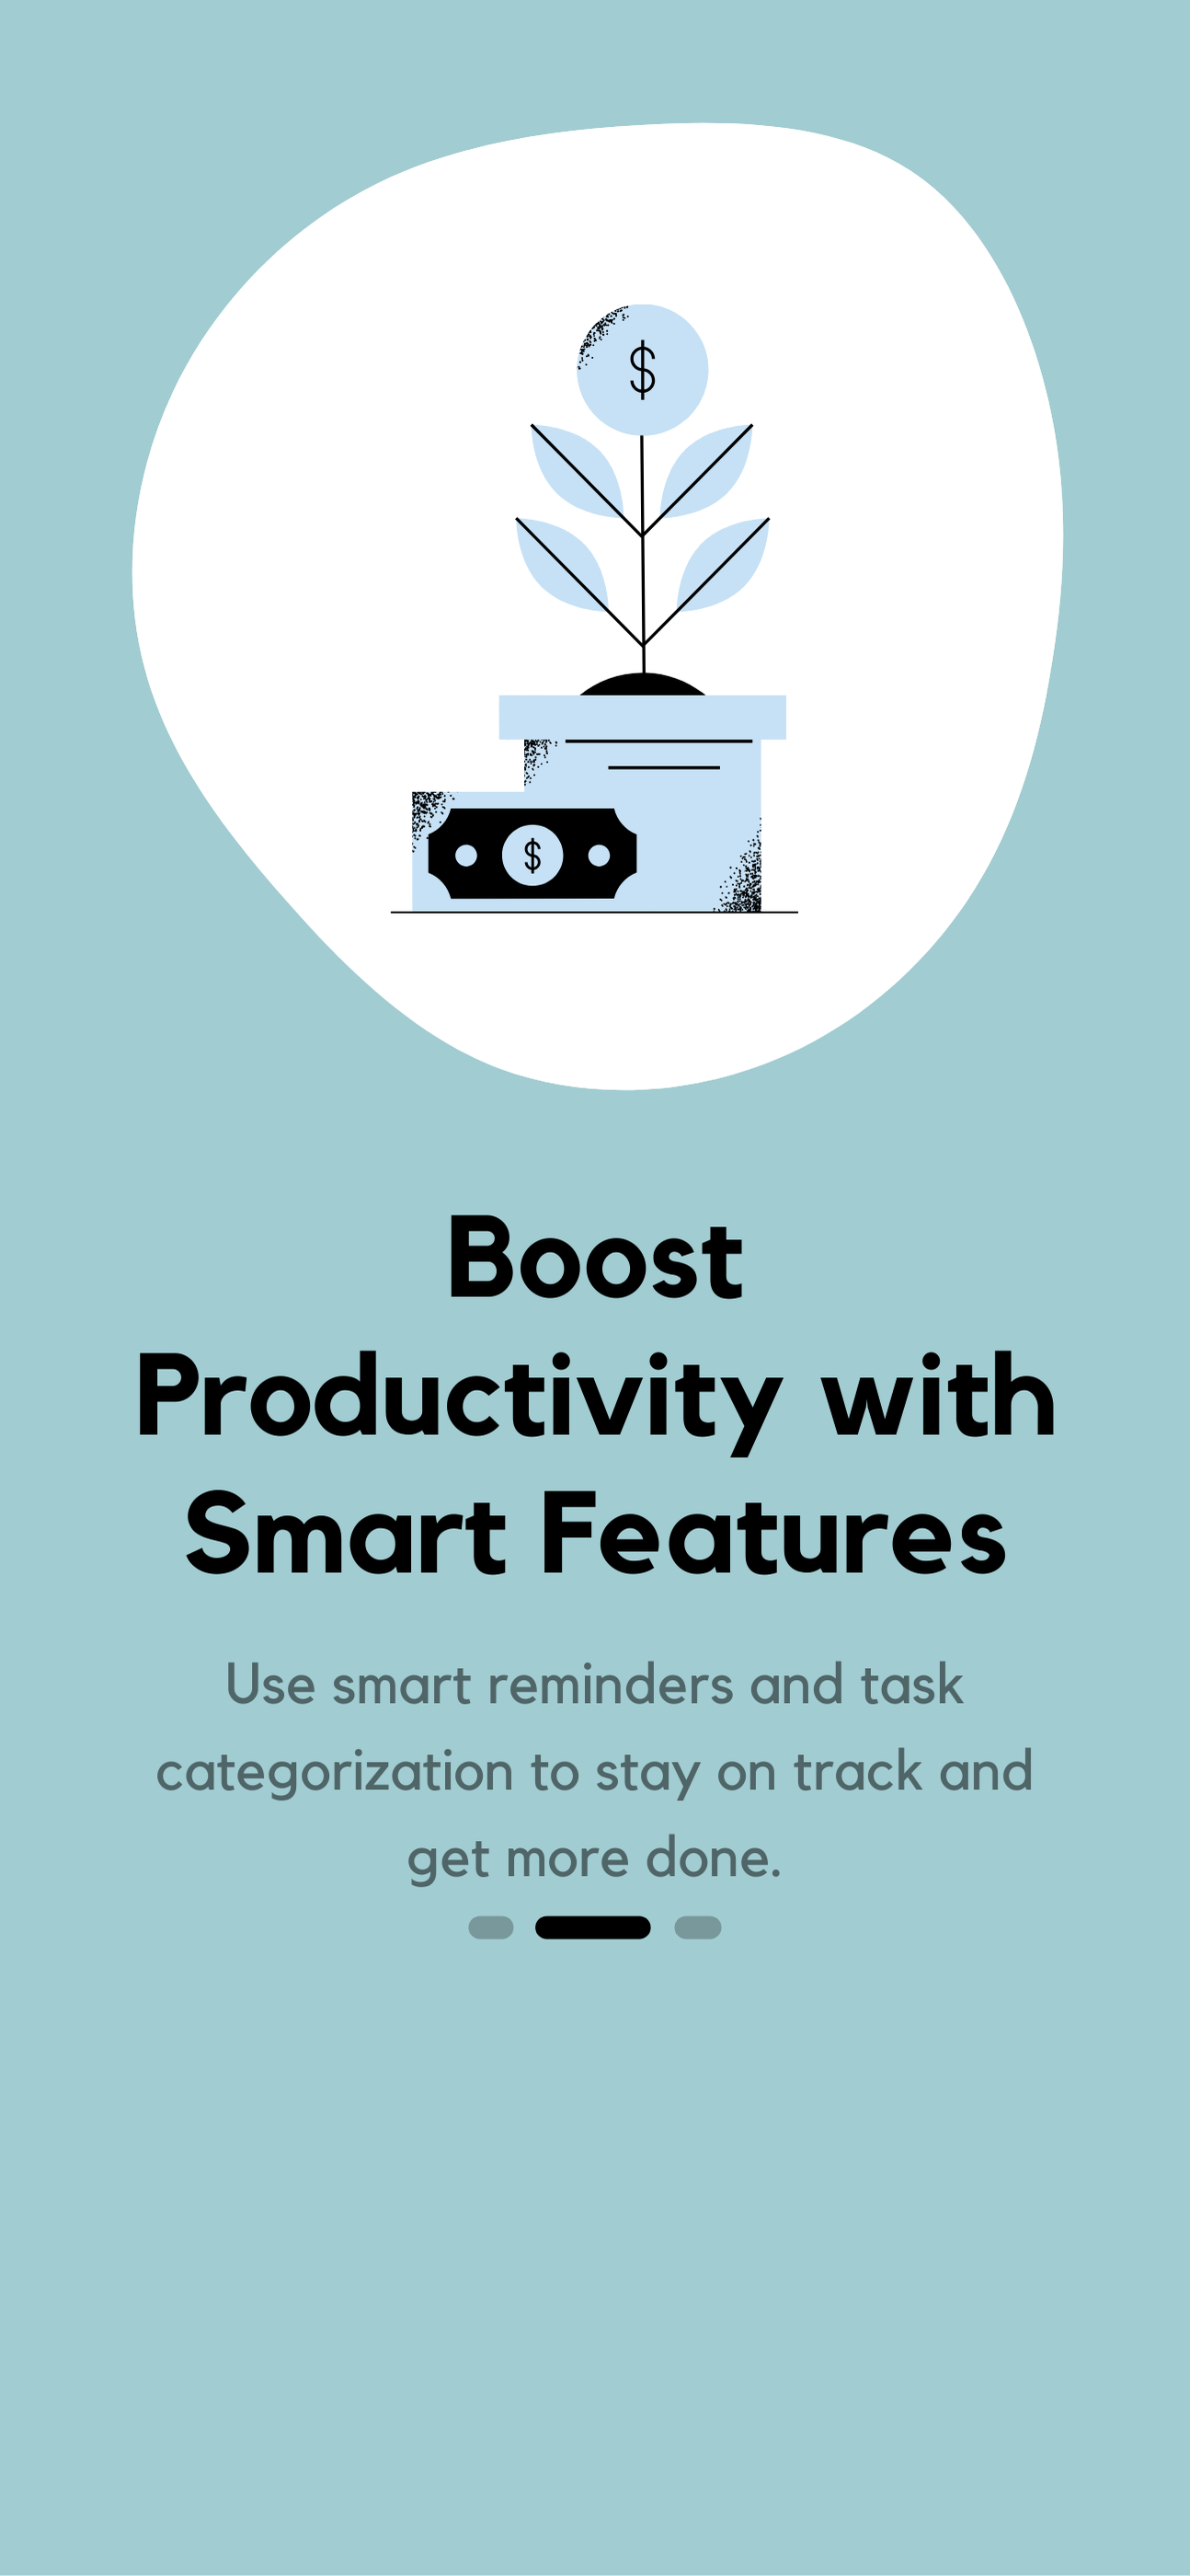 $
$
Boost
Productivity with
Smart Features
Use smart reminders and task
categorization to stay on track and
get more done.